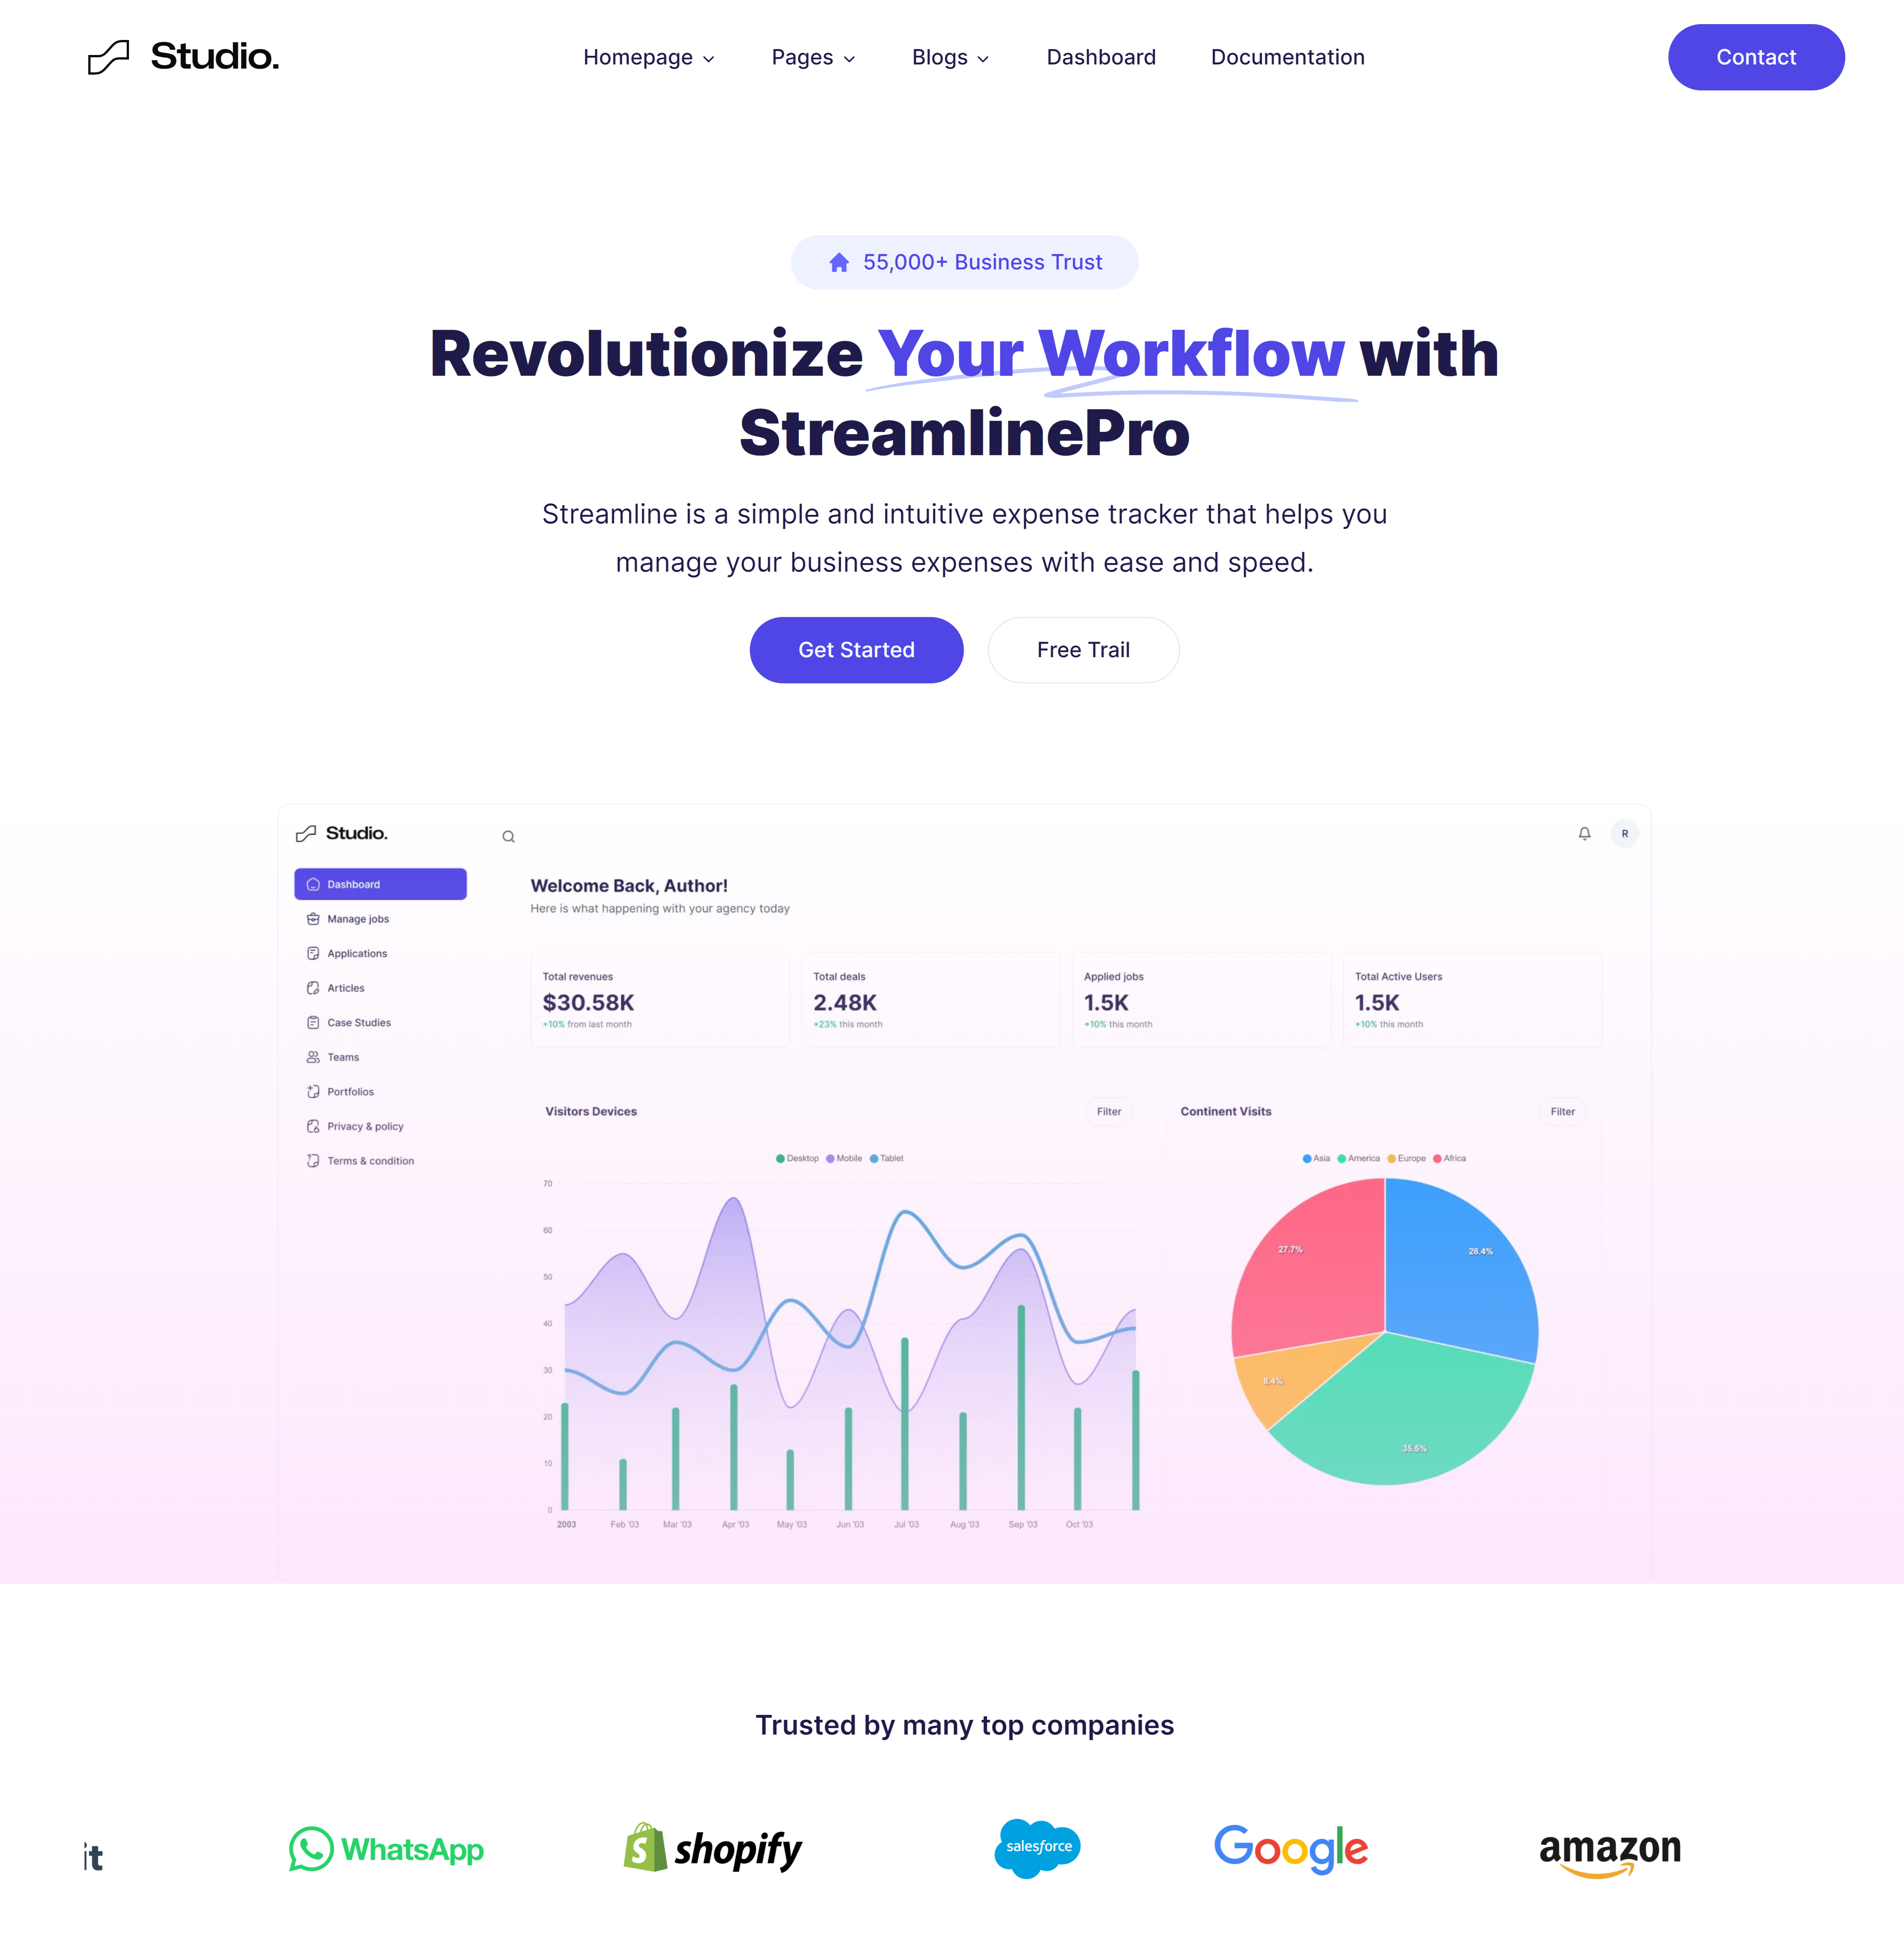 Studio.
Homepage
Pages
Blogs
Dashboard
Documentation
Contact
55,000+ Business Trust
Revolutionize Your Workflow with
StreamlinePro
Streamline is a simple and intuitive expense tracker that helps you
manage your business expenses with ease and speed.
Get Started
Free Trail
Studio.
R
Dashboard
Manage jobs
Applications
Articles
Case Studies
Teams
Portfolios
Privacy & policy
Terms & condition
Welcome Back, Author!
Here is what happening with your agency today
Total revenues
$30.58K
+10% from last month
Total deals
2.48K
+23% this month
Applied jobs
1.5K
+10% this month
Total Active Users
1.5K
+10% this month
Visitors Devices
Filter
Desktop Mobile Tablet
70
60
50
40
30
20
10
0
2003 Feb '03 Mar '03 Apr '03 May '03 Jun '03 Jul '03 Aug '03 Sep '03 Oct '03
Continent Visits
Filter
Asia America Europe Africa
27.7%
28.4%
8.4%
35.5%
Trusted by many top companies
it
WhatsApp
shopify
salesforce
Google
amazon